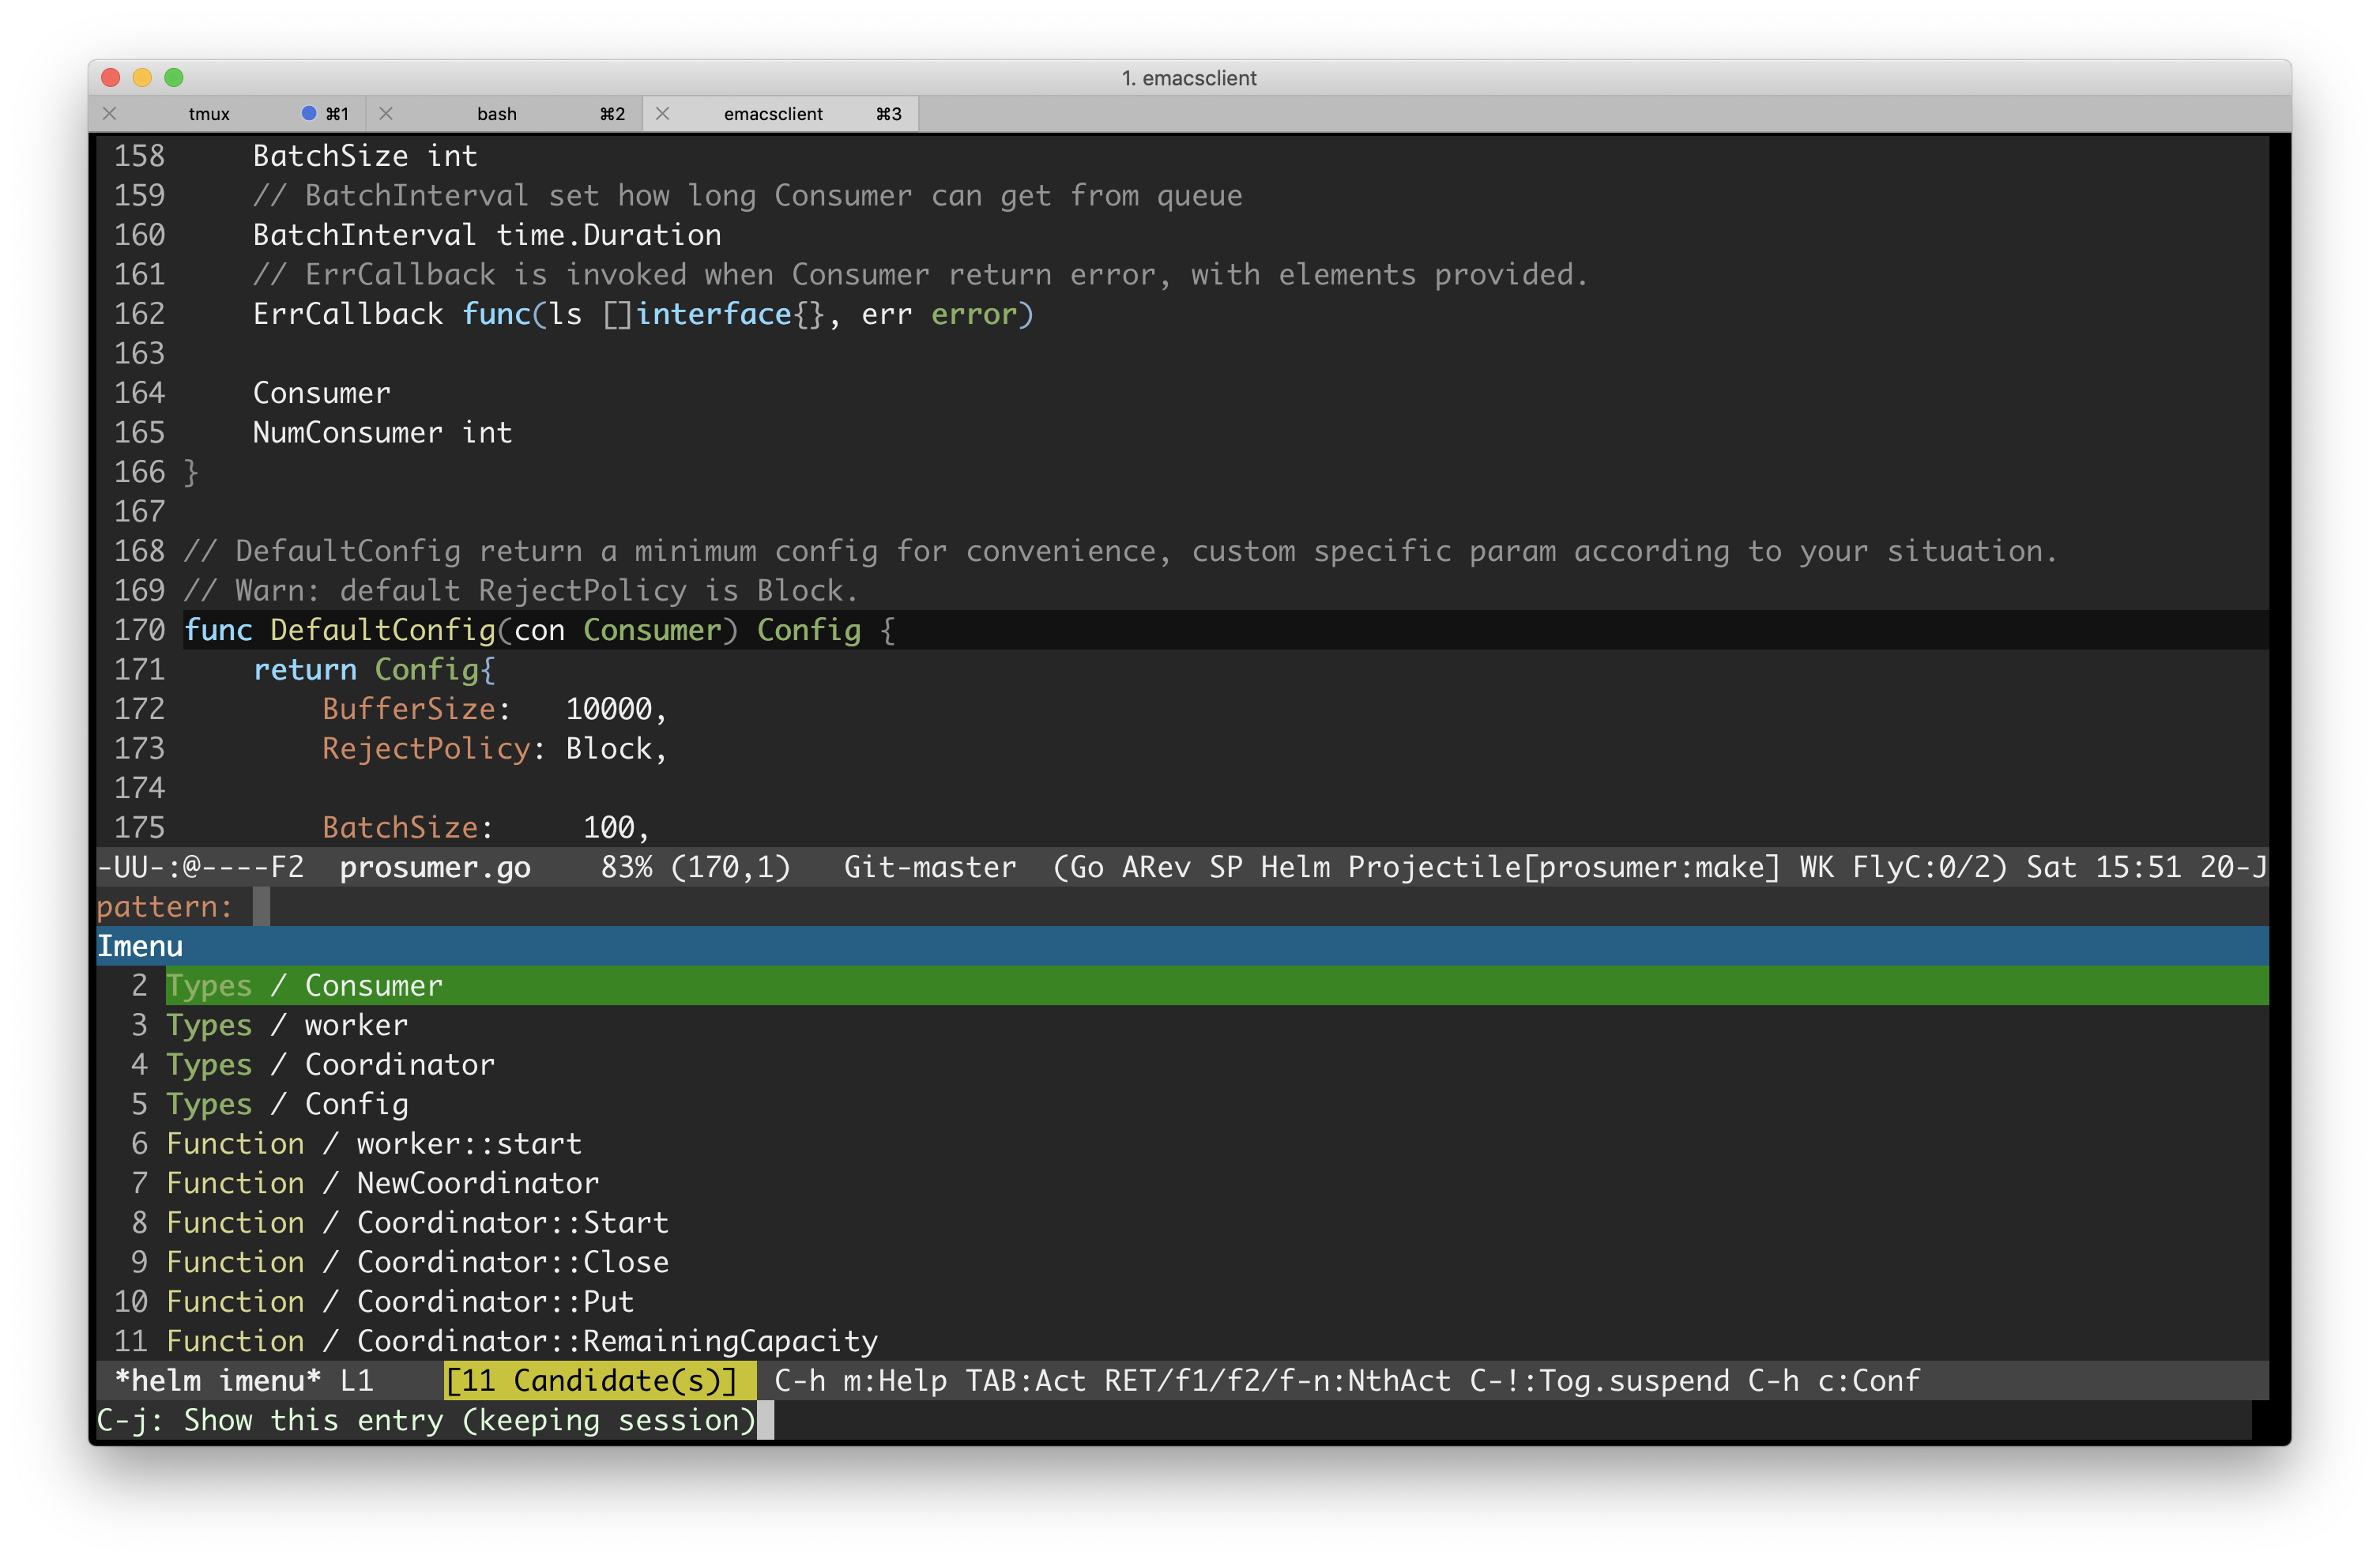 1. emacsclient
tmux ⌘1 bash ⌘2 emacsclient ⌘3
158     BatchSize int
159     // BatchInterval set how long Consumer can get from queue
160     BatchInterval time.Duration
161     // ErrCallback is invoked when Consumer return error, with elements provided.
162     ErrCallback func(ls []interface{}, err error)
163
164     Consumer
165     NumConsumer int
166 }
167
168 // DefaultConfig return a minimum config for convenience, custom specific param according to your situation.
169 // Warn: default RejectPolicy is Block.
170 func DefaultConfig(con Consumer) Config {
171     return Config{
172         BufferSize:   10000,
173         RejectPolicy: Block,
174
175         BatchSize:     100,
-UU-:@----F2  prosumer.go    83% (170,1)   Git-master  (Go ARev SP Helm Projectile[prosumer:make] WK FlyC:0/2) Sat 15:51 20-J
pattern:
Imenu
2 Types / Consumer
3 Types / worker
4 Types / Coordinator
5 Types / Config
6 Function / worker::start
7 Function / NewCoordinator
8 Function / Coordinator::Start
9 Function / Coordinator::Close
10 Function / Coordinator::Put
11 Function / Coordinator::RemainingCapacity
*helm imenu* L1    [11 Candidate(s)] C-h m:Help TAB:Act RET/f1/f2/f-n:NthAct C-!:Tog.suspend C-h c:Conf
C-j: Show this entry (keeping session)